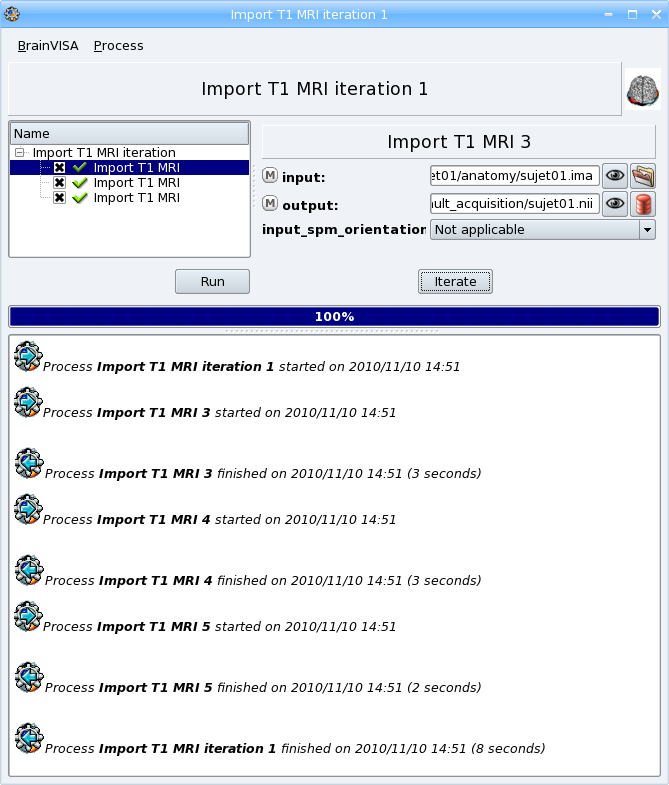 Import T1 MRI iteration 1
BrainVISA Process
Import T1 MRI iteration 1
Name
Import T1 MRI iteration
Import T1 MRI
Import T1 MRI
Import T1 MRI
Import T1 MRI 3
M input: et01/anatomy/sujet01.ima
M output: ault_acquisition/sujet01.nii
input_spm_orientation Not applicable
Run Iterate
100%
Process Import T1 MRI iteration 1 started on 2010/11/10 14:51
Process Import T1 MRI 3 started on 2010/11/10 14:51
Process Import T1 MRI 3 finished on 2010/11/10 14:51 (3 seconds)
Process Import T1 MRI 4 started on 2010/11/10 14:51
Process Import T1 MRI 4 finished on 2010/11/10 14:51 (3 seconds)
Process Import T1 MRI 5 started on 2010/11/10 14:51
Process Import T1 MRI 5 finished on 2010/11/10 14:51 (2 seconds)
Process Import T1 MRI iteration 1 finished on 2010/11/10 14:51 (8 seconds)